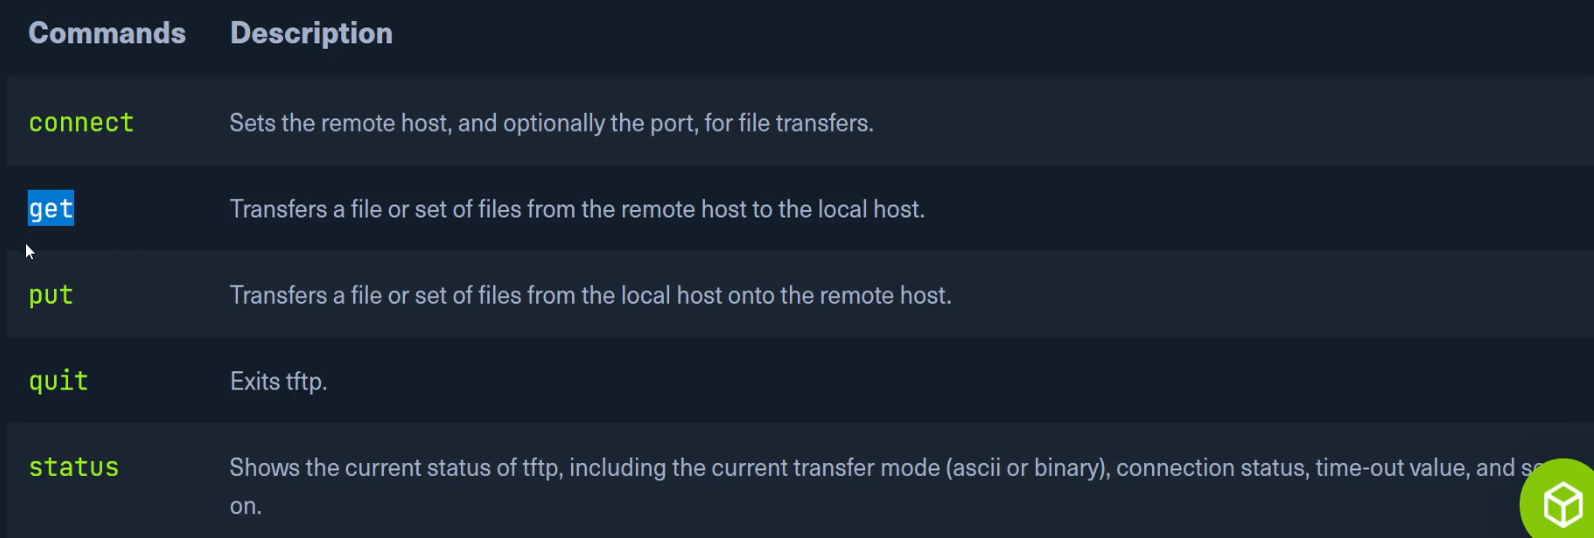 Commands Description
connect Sets the remote host, and optionally the port, for file transfers.
get Transfers a file or set of files from the remote host to the local host.
put Transfers a file or set of files from the local host onto the remote host.
quit Exits tftp.
status Shows the current status of tftp, including the current transfer mode (ascii or binary), connection status, time-out value, and
on.